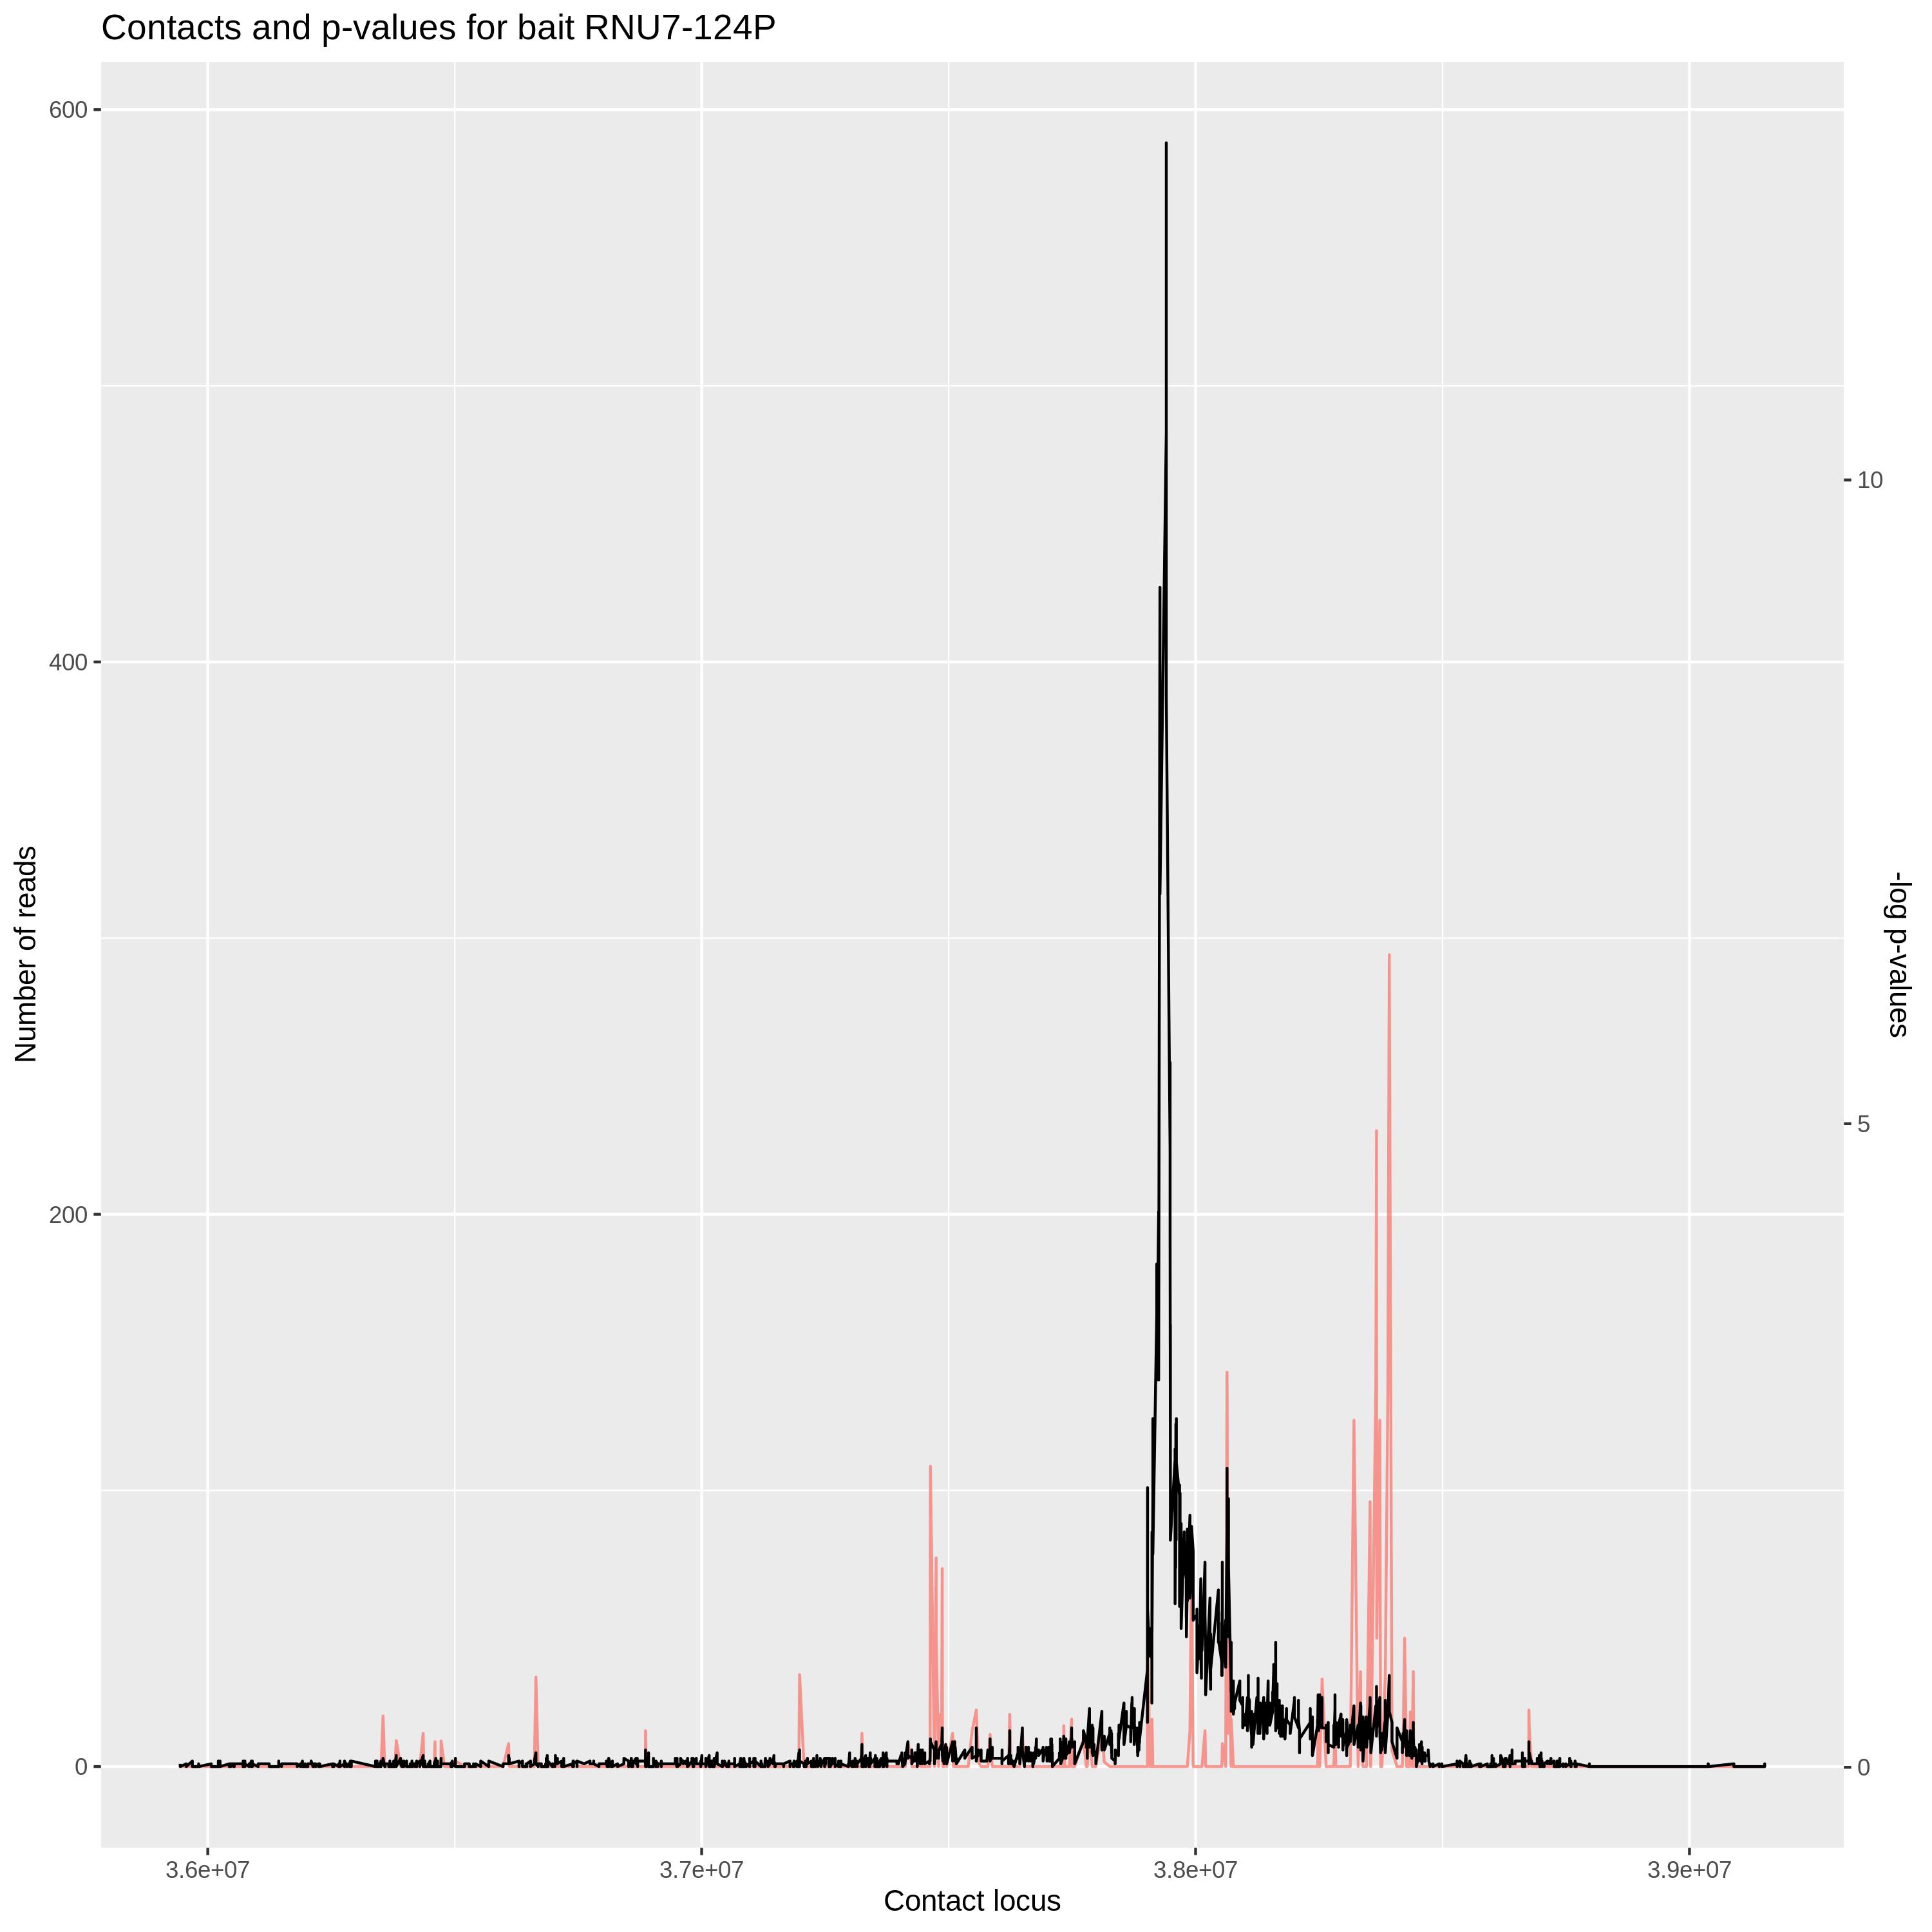 Contacts and p-values for bait RNU7-124P
600
400
200
0
10
5
0
Number of reads
-log p-values
3.6e+07
3.7e+07
3.8e+07
3.9e+07
Contact locus